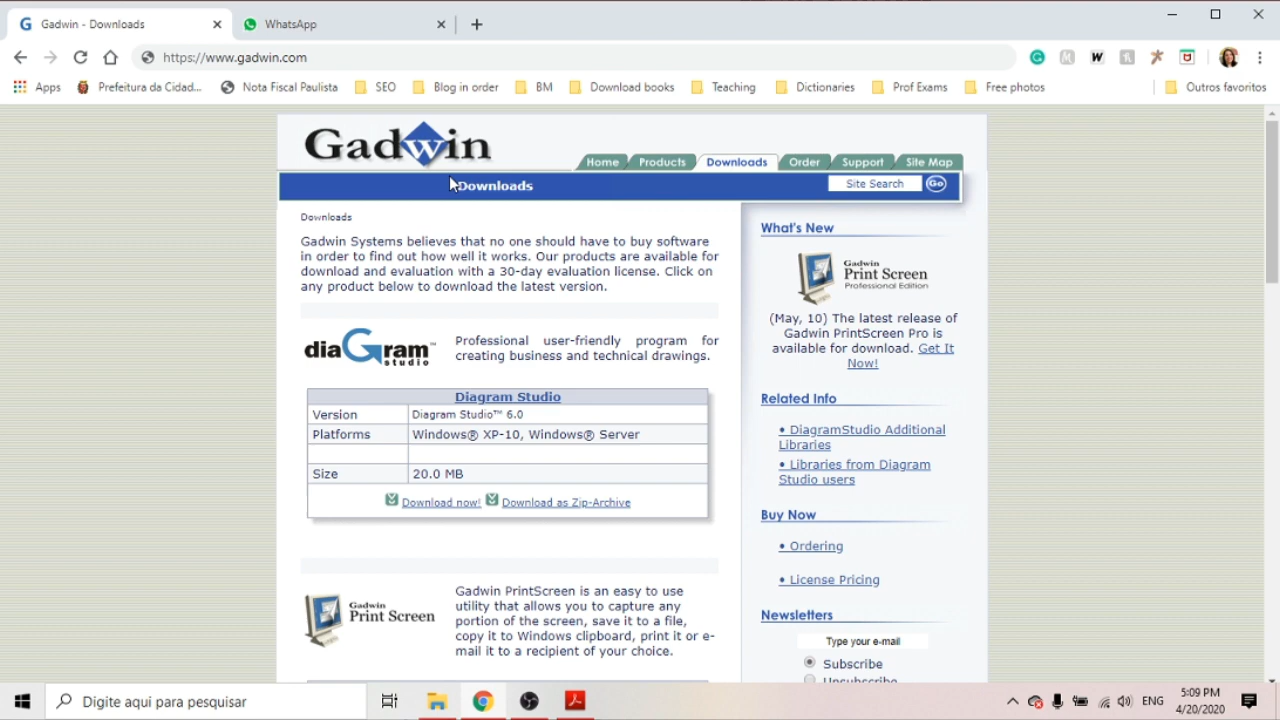 Gadwin - Downloads
WhatsApp
https://www.gadwin.com
Apps
Prefeitura da Cidad...
Nota Fiscal Paulista
SEO
Blog in order
BM
Download books
Teaching
Dictionaries
Prof Exams
Free photos
Outros favoritos
Gadwin
Home
Products
Downloads
Order
Support
Site Map
Downloads
Site Search
Go
Downloads
Gadwin Systems believes that no one should have to buy software
in order to find out how well it works. Our products are available for
download and evaluation with a 30-day evaluation license. Click on
any product below to download the latest version.
diaGram
studio
Professional user-friendly program for
creating business and technical drawings.
Diagram Studio
Version
Diagram Studio™ 6.0
Platforms
Windows® XP-10, Windows® Server
Size
20.0 MB
Download now!
Download as Zip-Archive
Gadwin
Print Screen
Gadwin PrintScreen is an easy to use
utility that allows you to capture any
portion of the screen, save it to a file,
copy it to Windows clipboard, print it or e-
mail it to a recipient of your choice.
What's New
Gadwin
Print Screen
Professional Edition
(May, 10) The latest release of
Gadwin PrintScreen Pro is
available for download. Get It
Now!
Related Info
• DiagramStudio Additional
Libraries
• Libraries from Diagram
Studio users
Buy Now
• Ordering
• License Pricing
Newsletters
Type your e-mail
Subscribe
Unsubscribe
Digite aqui para pesquisar
ENG
5:09 PM
4/20/2020